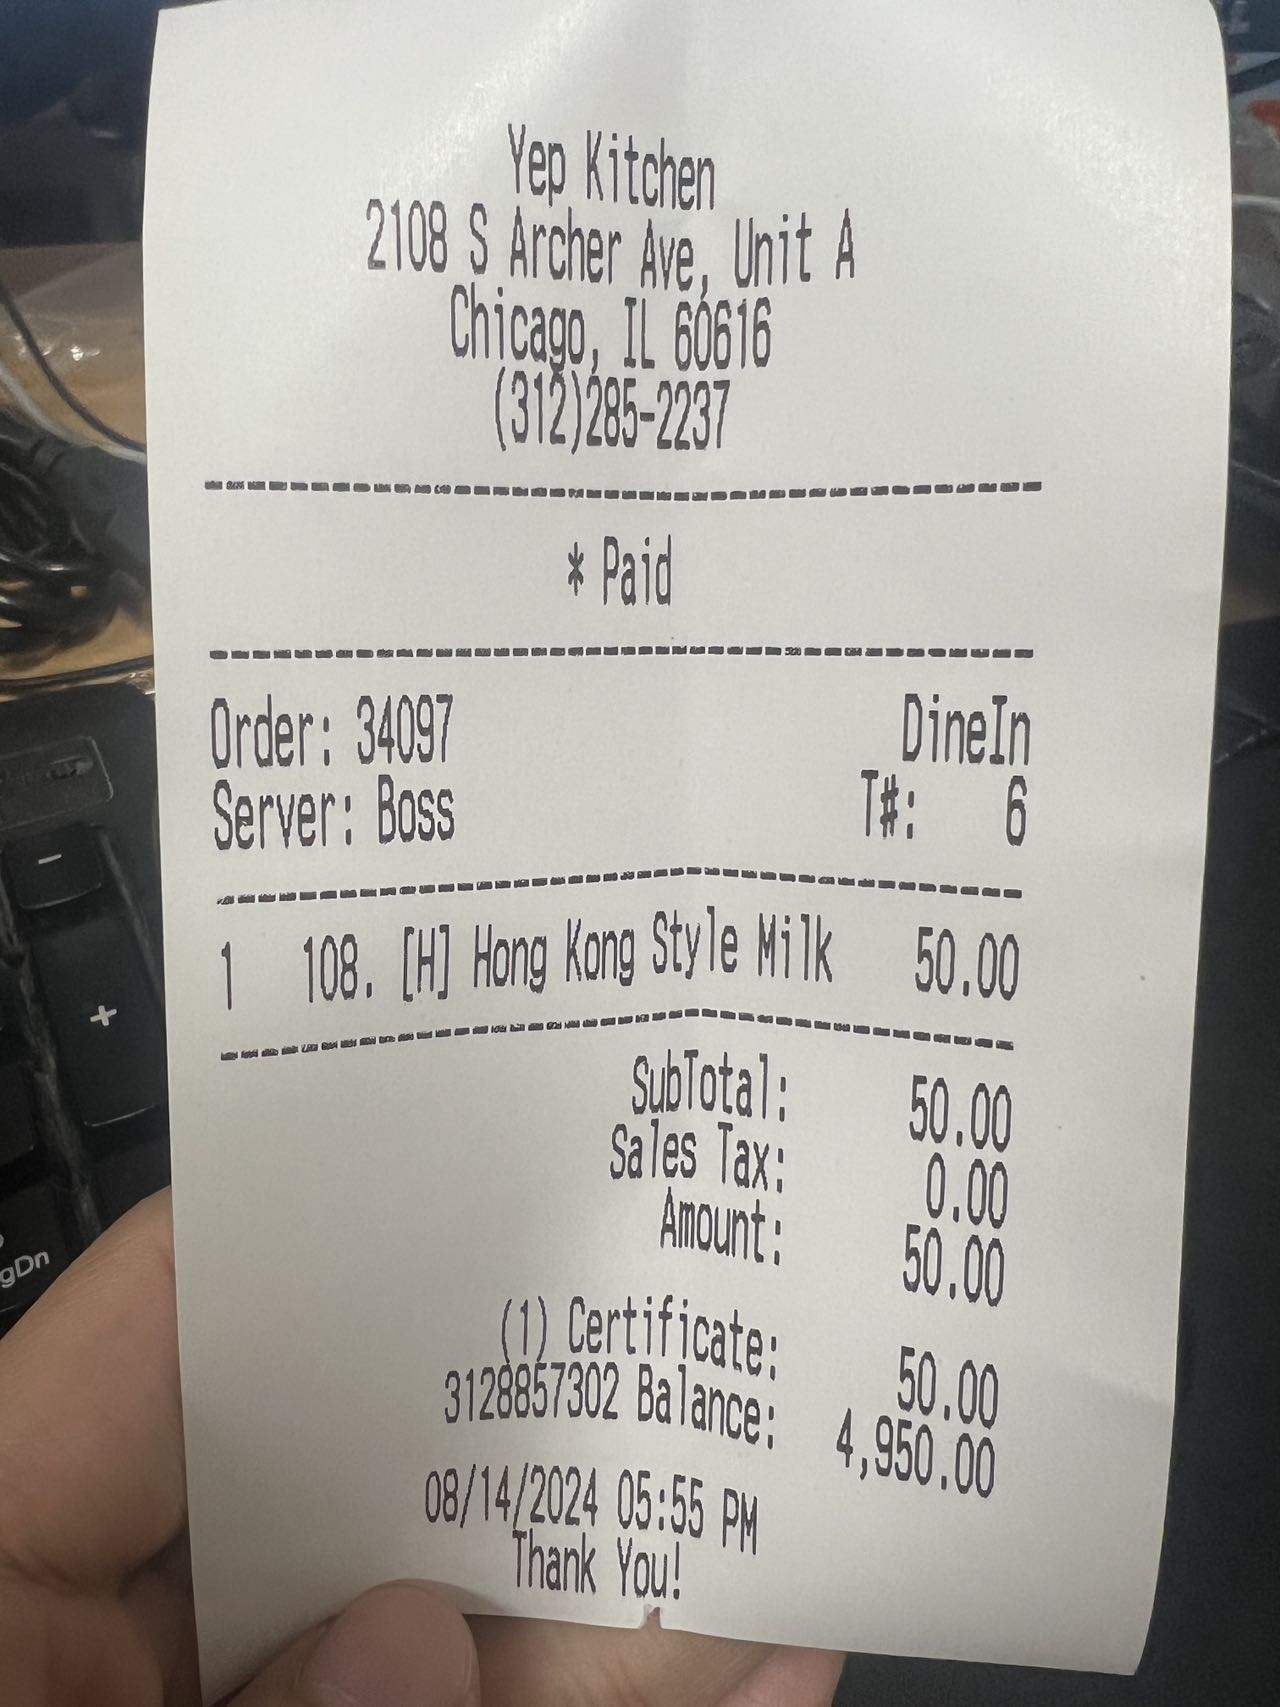 Yep Kitchen
2108 S Archer Ave, Unit A
Chicago, IL 60616
(312)285-2237
* Paid
Order: 34097 DineIn
Server: Boss T#: 6
1 108. [H] Hong Kong Style Milk 50.00
SubTotal: 50.00
Sales Tax: 0.00
Amount: 50.00
(1) Certificate: 50.00
3128857302 Balance: 4,950.00
08/14/2024 05:55 PM
Thank You!
-
+
gDn